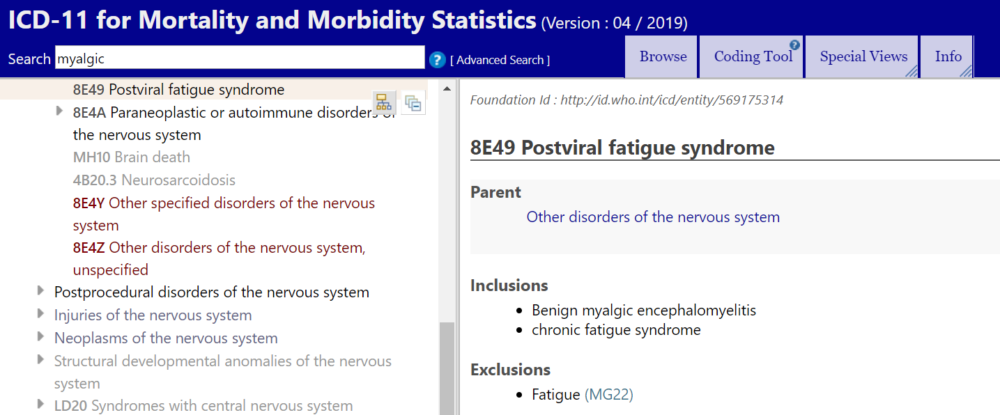 ICD-11 for Mortality and Morbidity Statistics (Version : 04 / 2019)
Search myalgic ? [ Advanced Search ]
Browse
Coding Tool ?
Special Views
Info
8E49 Postviral fatigue syndrome
8E4A Paraneoplastic or autoimmune disorders of
the nervous system
MH10 Brain death
4B20.3 Neurosarcoidosis
8E4Y Other specified disorders of the nervous
system
8E4Z Other disorders of the nervous system,
unspecified
Postprocedural disorders of the nervous system
Injuries of the nervous system
Neoplasms of the nervous system
Structural developmental anomalies of the nervous
system
LD20 Syndromes with central nervous system
Foundation Id : http://id.who.int/icd/entity/569175314
8E49 Postviral fatigue syndrome
Parent
Other disorders of the nervous system
Inclusions
• Benign myalgic encephalomyelitis
• chronic fatigue syndrome
Exclusions
• Fatigue (MG22)